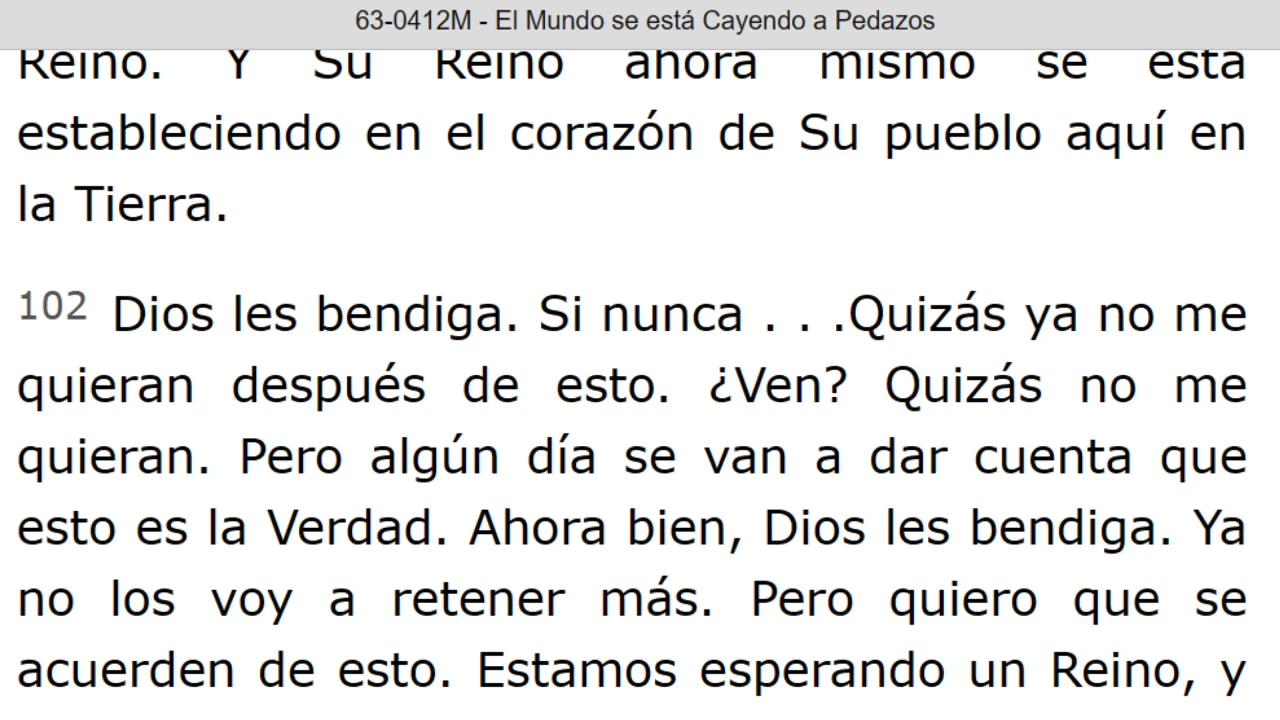 63-0412M - El Mundo se está Cayendo a Pedazos
Reino. Y Su Reino ahora mismo se está
estableciendo en el corazón de Su pueblo aquí en
la Tierra.
102 Dios les bendiga. Si nunca . . .Quizás ya no me
quieran después de esto. ¿Ven? Quizás no me
quieran. Pero algún día se van a dar cuenta que
esto es la Verdad. Ahora bien, Dios les bendiga. Ya
no los voy a retener más. Pero quiero que se
acuerden de esto. Estamos esperando un Reino, y